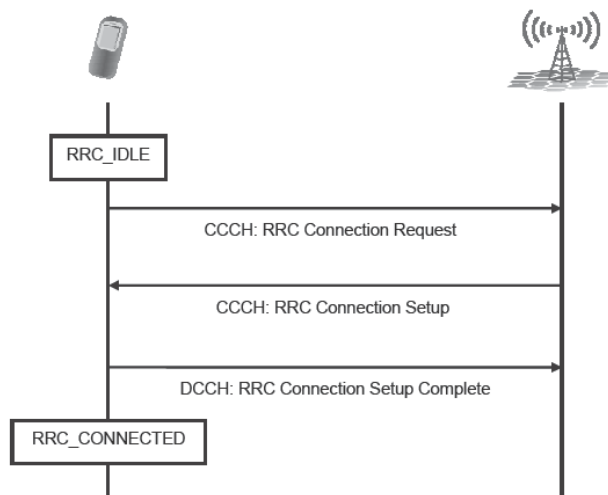 RRC_IDLE
CCCH: RRC Connection Request
CCCH: RRC Connection Setup
DCCH: RRC Connection Setup Complete
RRC_CONNECTED